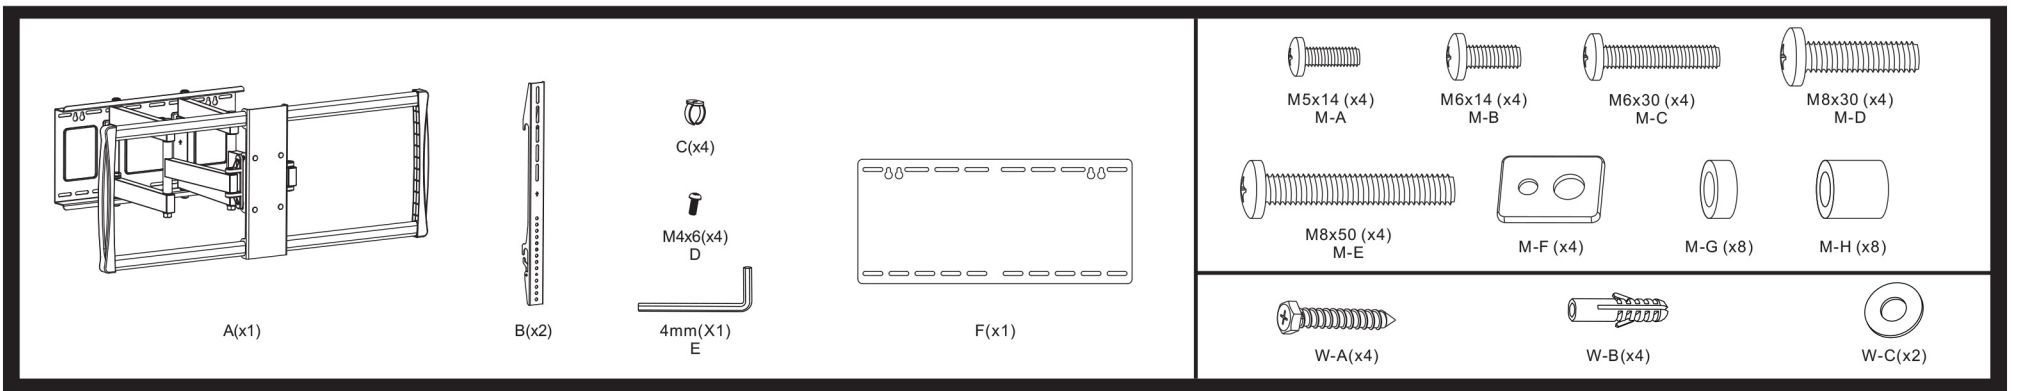 A(x1)
B(x2)
C(x4)
M4x6(x4)
D
4mm(X1)
E
F(x1)
M5x14 (x4)
M-A
M6x14 (x4)
M-B
M6x30 (x4)
M-C
M8x30 (x4)
M-D
M8x50 (x4)
M-E
M-F (x4)
M-G (x8)
M-H (x8)
W-A(x4)
W-B(x4)
W-C(x2)